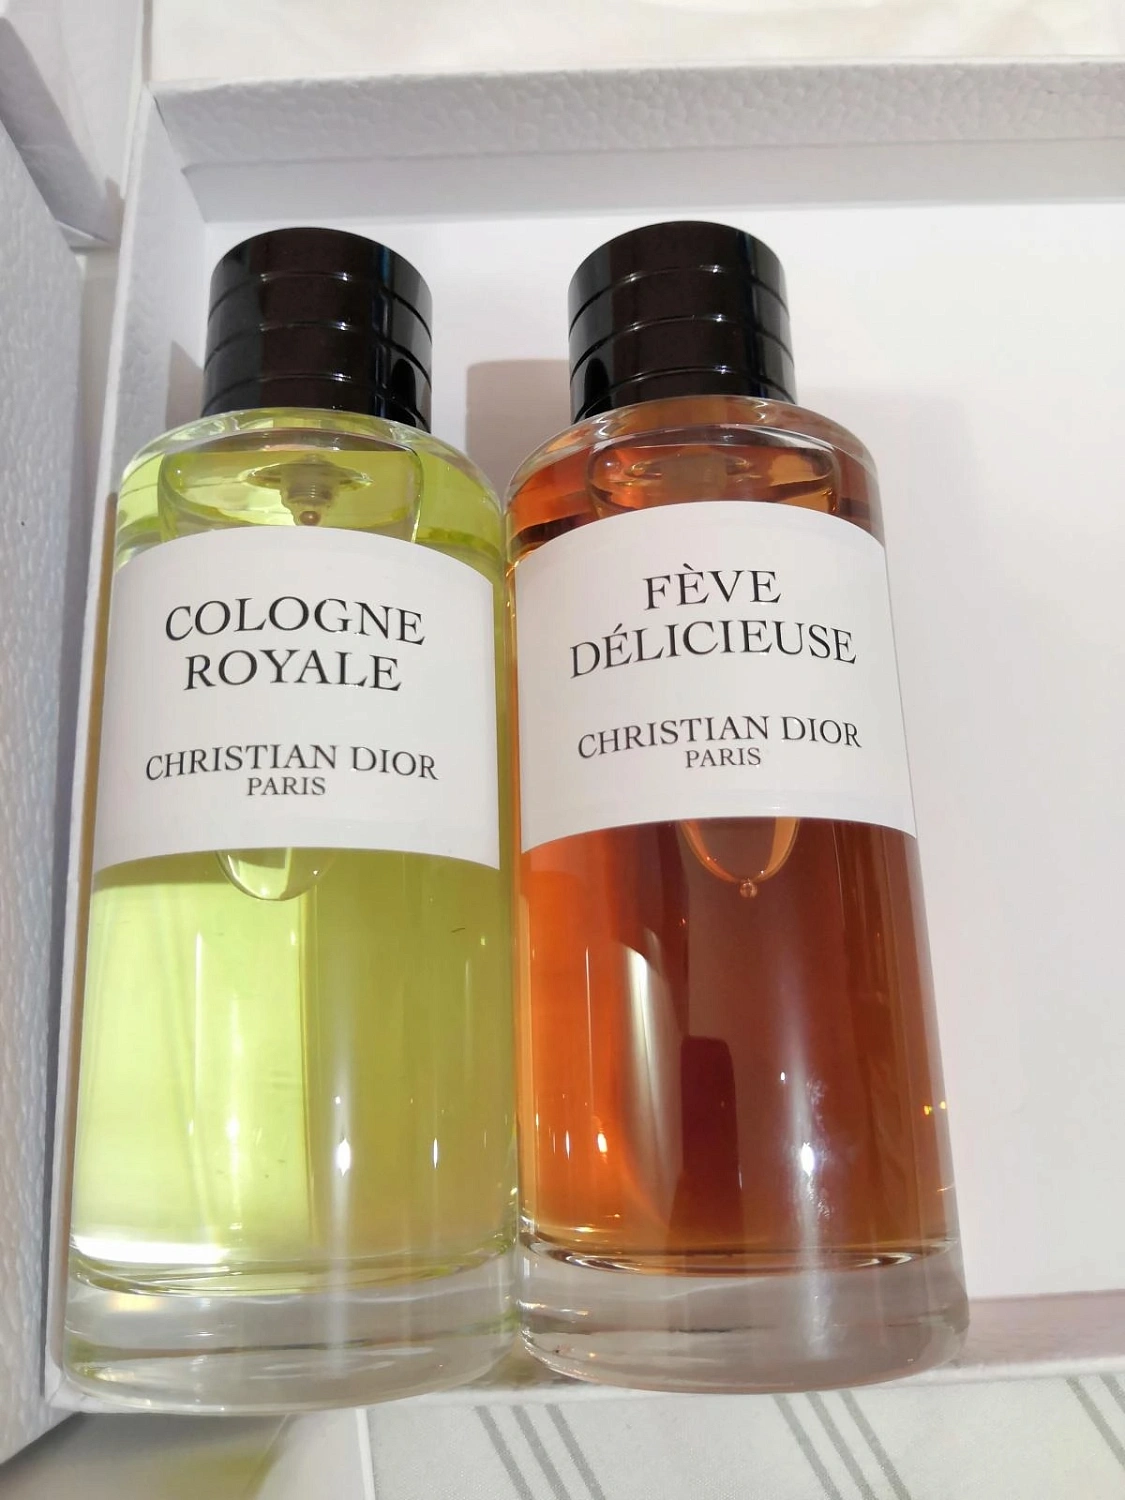 COLOGNE
ROYALE
CHRISTIAN DIOR
PARIS
FÈVE
DÉLICIEUSE
CHRISTIAN DIOR
PARIS